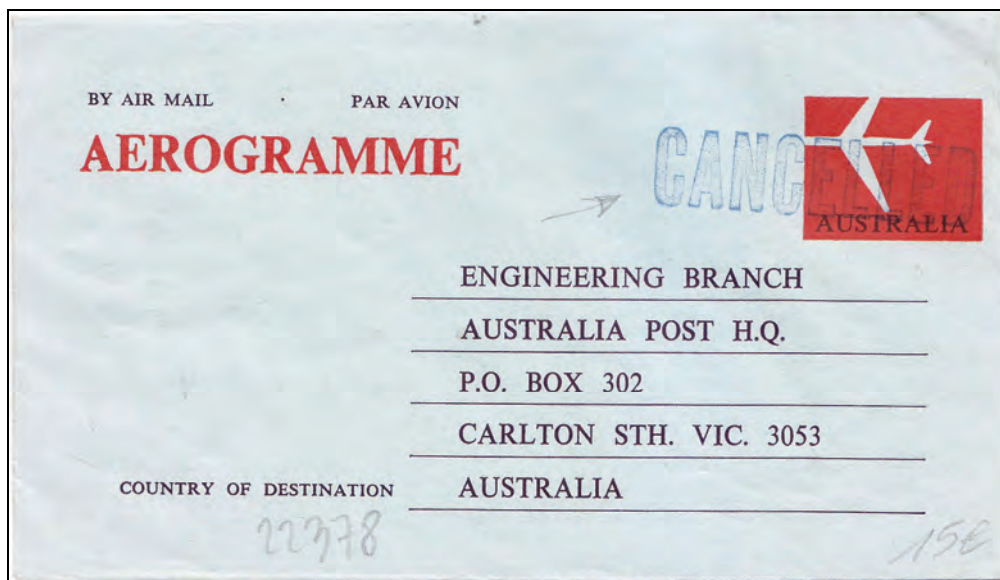 BY AIR MAIL · PAR AVION
AEROGRAMME
CANCELLED
AUSTRALIA
ENGINEERING BRANCH
AUSTRALIA POST H.Q.
P.O. BOX 302
CARLTON STH. VIC. 3053
COUNTRY OF DESTINATION AUSTRALIA
22378
15€